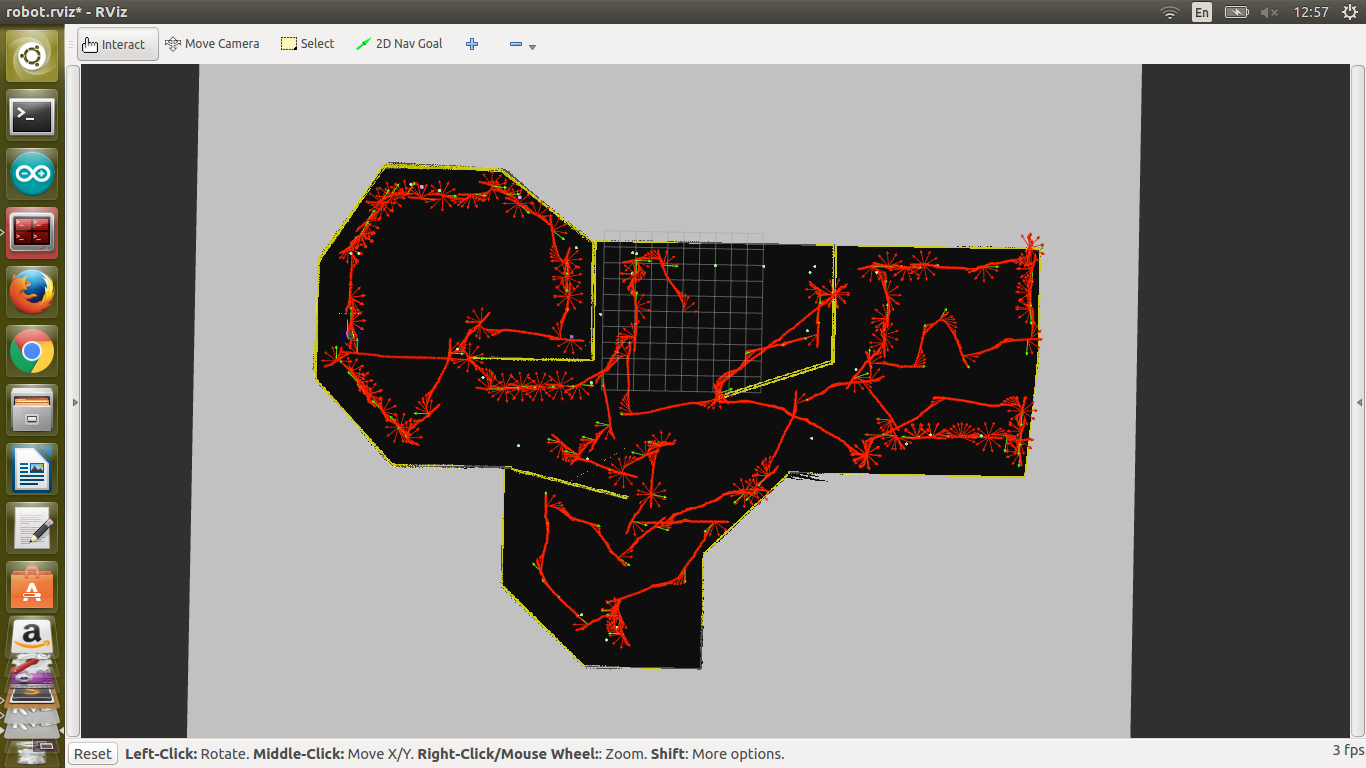 robot.rviz* - RViz
En
12:57
Interact
Move Camera
Select
2D Nav Goal
Reset
Left-Click: Rotate. Middle-Click: Move X/Y. Right-Click/Mouse Wheel:: Zoom. Shift: More options.
3 fps